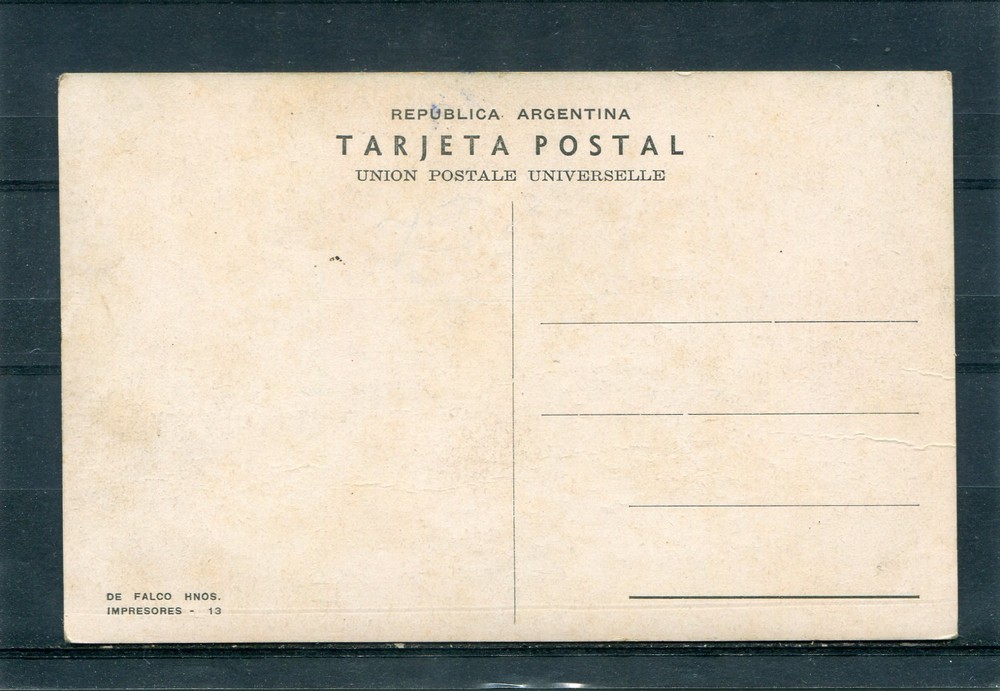 REPUBLICA ARGENTINA
TARJETA POSTAL
UNION POSTALE UNIVERSELLE
DE FALCO HNOS.
IMPRESORES - 13